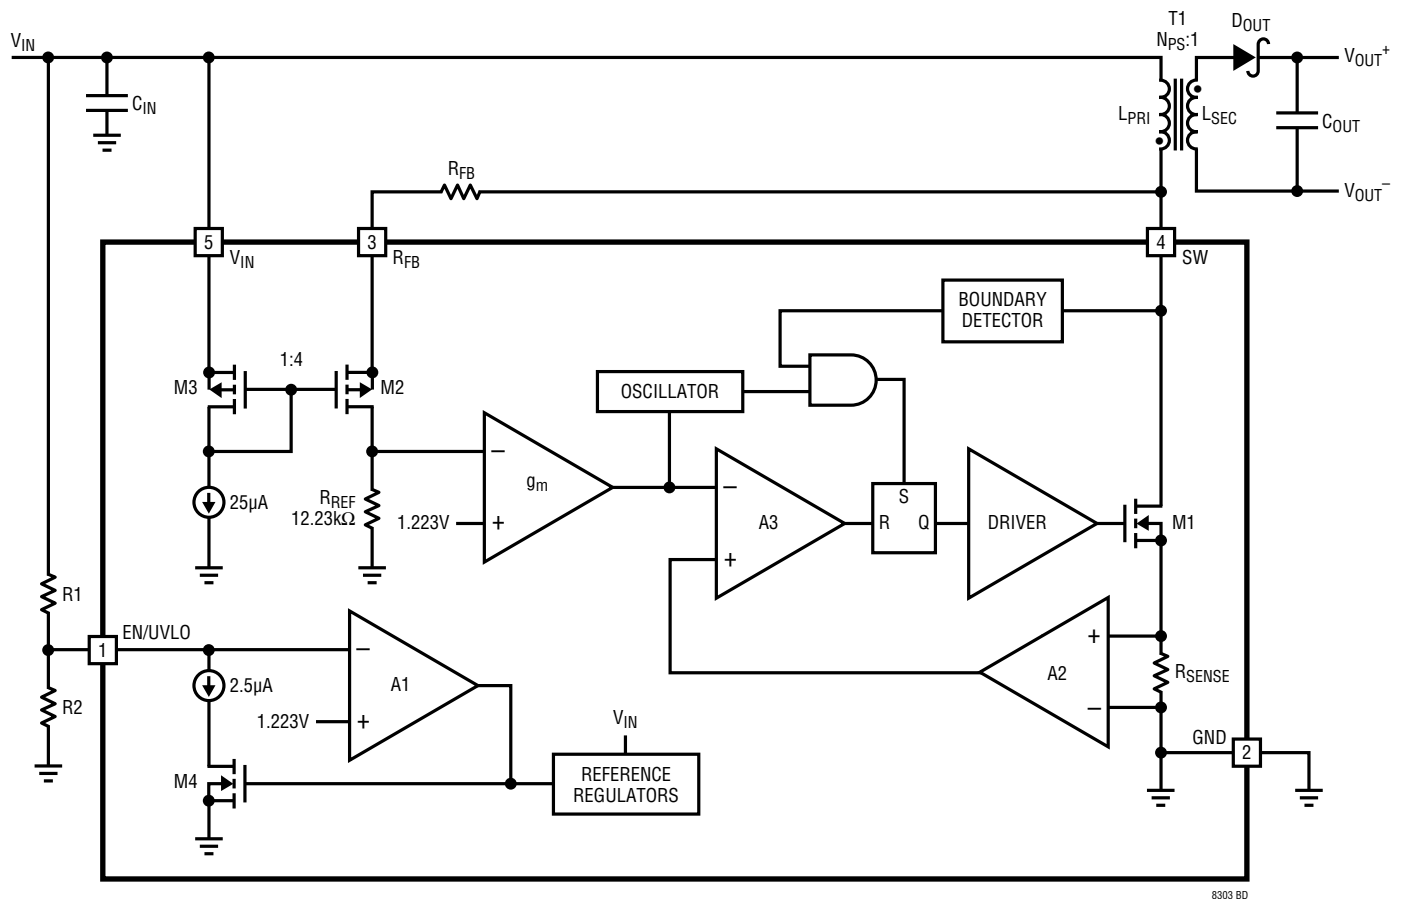 T1
NPS:1
DOUT
VIN
VOUT+
CIN
LPRI
LSEC
COUT
RFB
VOUT–
5
3
4
VIN
RFB
SW
BOUNDARY
DETECTOR
1:4
M3
M2
OSCILLATOR
–
gm
–
S
25µA
RREF
12.23kΩ
1.223V
+
A3
R
Q
DRIVER
M1
+
R1
EN/UVLO
1
–
+
A2
RSENSE
2.5µA
A1
R2
1.223V
+
–
VIN
GND
2
M4
REFERENCE
REGULATORS
8303 BD